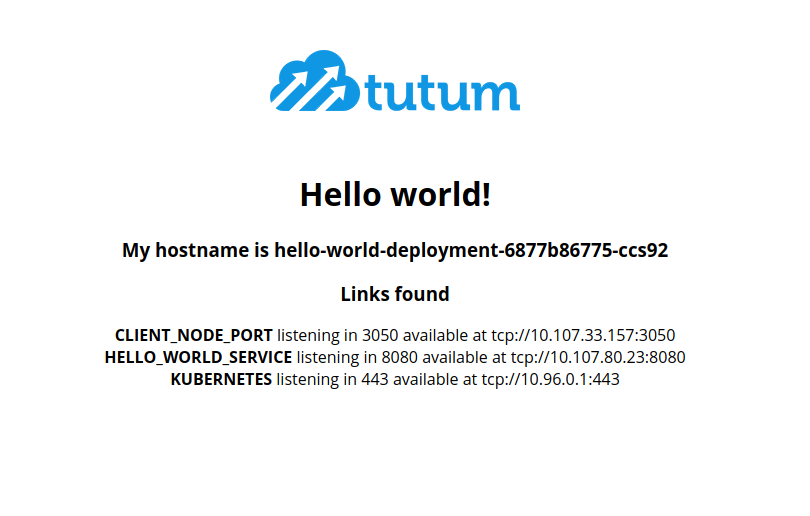 tutum
Hello world!
My hostname is hello-world-deployment-6877b86775-ccs92
Links found
CLIENT_NODE_PORT listening in 3050 available at tcp://10.107.33.157:3050
HELLO_WORLD_SERVICE listening in 8080 available at tcp://10.107.80.23:8080
KUBERNETES listening in 443 available at tcp://10.96.0.1:443